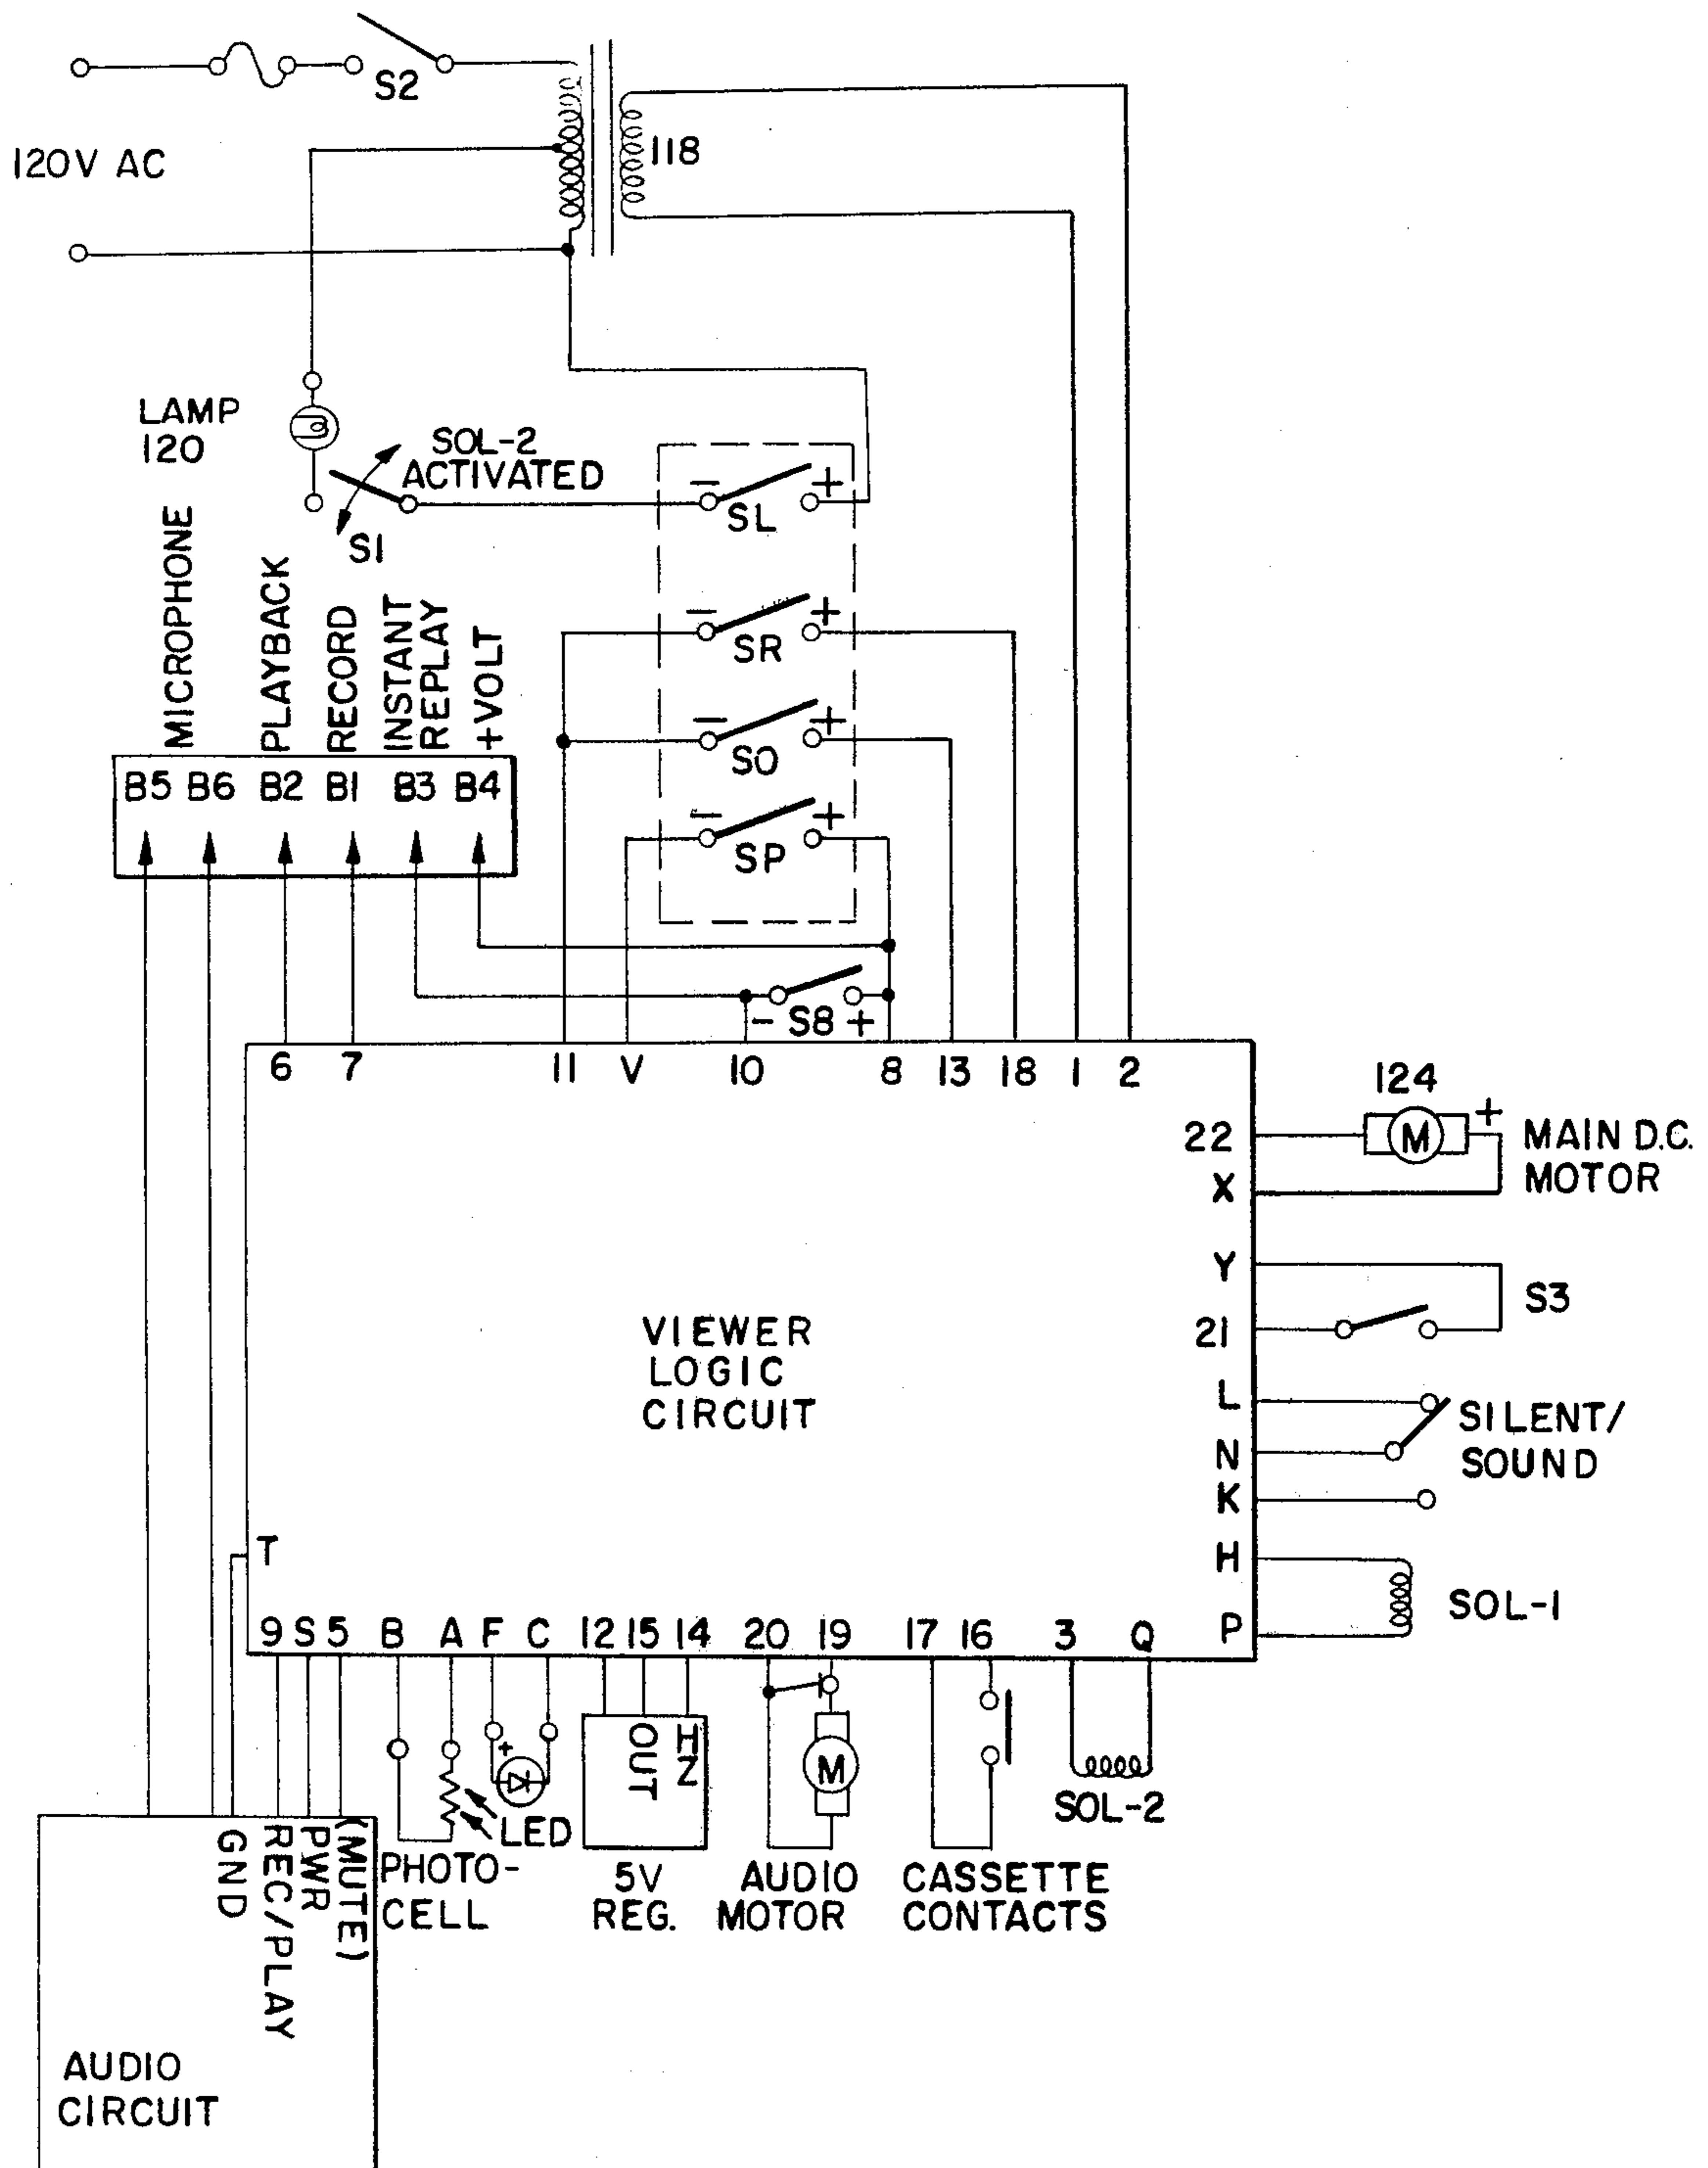 S2
118
120V AC
LAMP
120
SOL-2
ACTIVATED
S1
− SL +
− SR +
− SO +
− SP +
MICROPHONE
PLAYBACK
RECORD
INSTANT
REPLAY
+VOLT
B5 B6 B2 B1 B3 B4
- S8 +
6 7 11 V 10 8 13 18 1 2
124
22 M +
MAIN D.C.
MOTOR
X
Y
S3
21
VIEWER
LOGIC
CIRCUIT
L
SILENT/
SOUND
N
K
T
H
SOL-1
P
9 S 5 B A F C 12 15 14 20 19 17 16 3 Q
+
OUT
HZ
M
SOL-2
LED
GND
REC/PLAY
PWR
(MUTE)
PHOTO-
CELL
5V
REG.
AUDIO
MOTOR
CASSETTE
CONTACTS
AUDIO
CIRCUIT